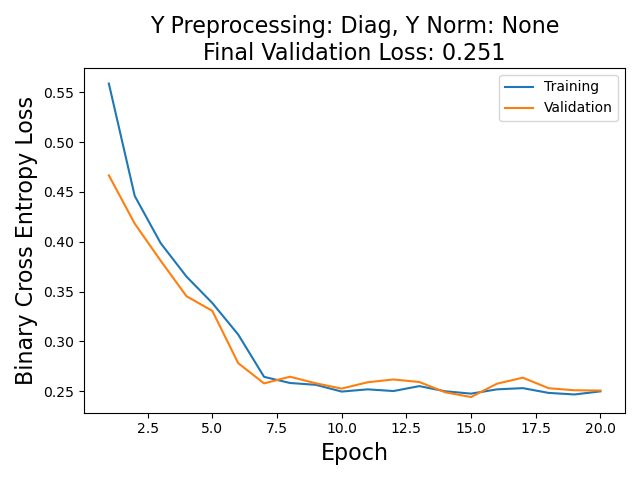 Y Preprocessing: Diag, Y Norm: None
Final Validation Loss: 0.251
Training
Validation
Binary Cross Entropy Loss
0.55
0.50
0.45
0.40
0.35
0.30
0.25
2.5 5.0 7.5 10.0 12.5 15.0 17.5 20.0
Epoch